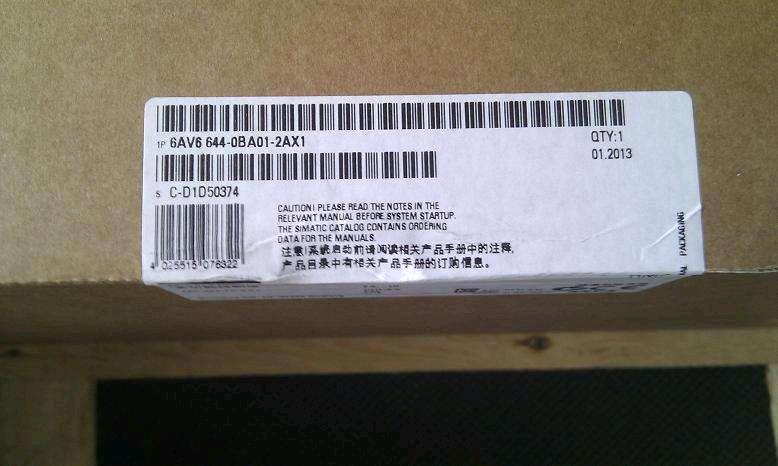 1P 6AV6 644-0BA01-2AX1
QTY:1
01.2013
S C-D1D50374
CAUTION! PLEASE READ THE NOTES IN THE
RELEVANT MANUAL BEFORE SYSTEM STARTUP.
THE SIMATIC CATALOG CONTAINS ORDERING
DATA FOR THE MANUALS.
注意!系统启动前请阅读相关产品手册中的注释,
产品目录中有相关产品手册的订购信息。
4 025515 076322
PACKAGING